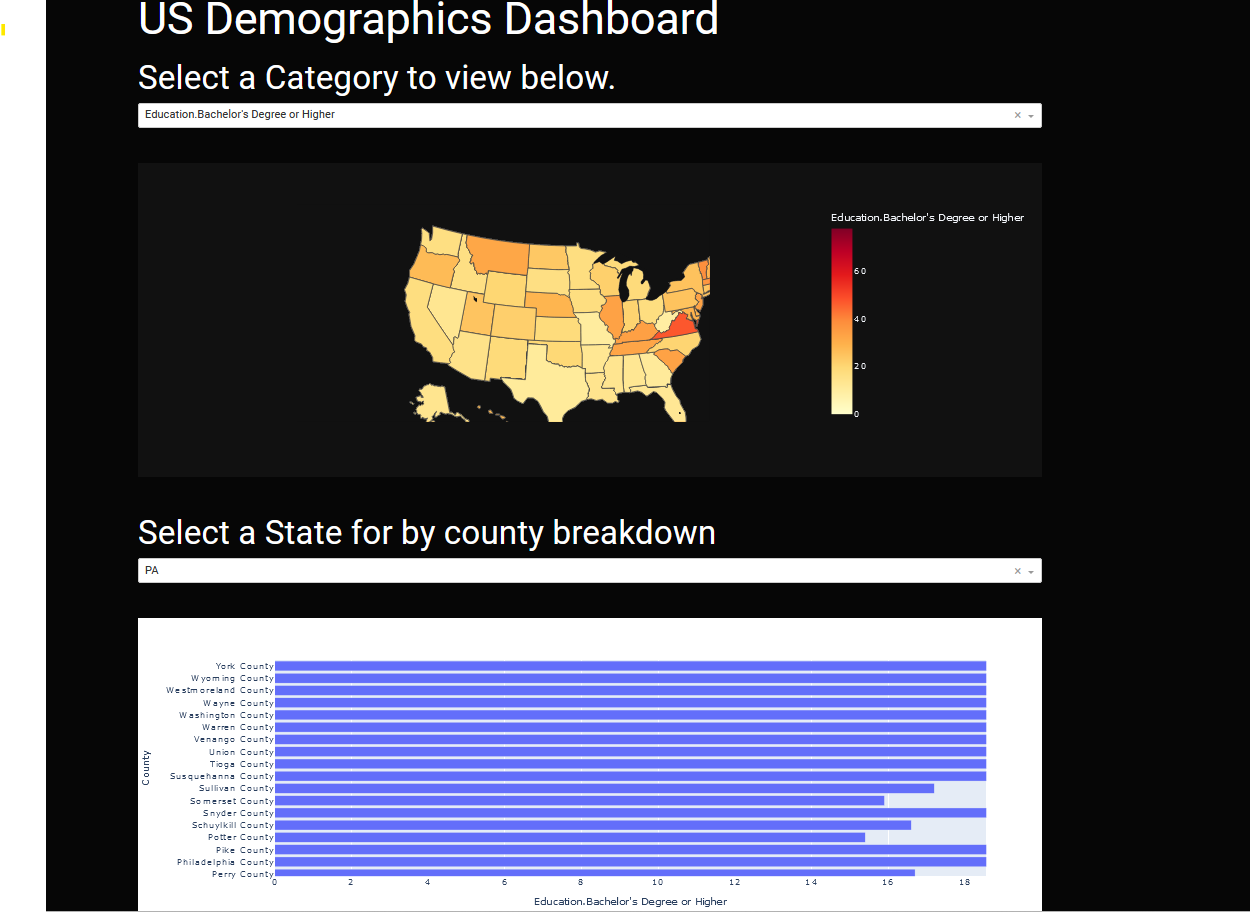 US Demographics Dashboard
Select a Category to view below.
Education.Bachelor's Degree or Higher
Education.Bachelor's Degree or Higher
60
40
20
0
Select a State for by county breakdown
PA
County
York County
Wyoming County
Westmoreland County
Wayne County
Washington County
Warren County
Venango County
Union County
Tioga County
Susquehanna County
Sullivan County
Somerset County
Snyder County
Schuylkill County
Potter County
Pike County
Philadelphia County
Perry County
0 2 4 6 8 10 12 14 16 18
Education.Bachelor's Degree or Higher